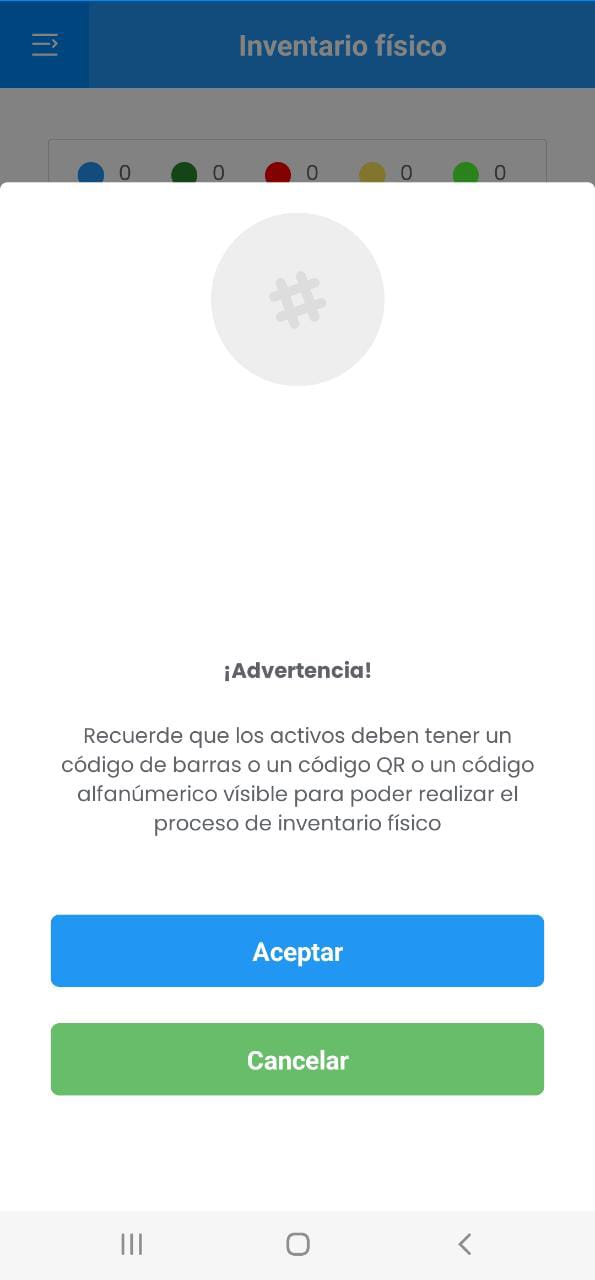 Inventario físico
0 0 0 0 0
¡Advertencia!
Recuerde que los activos deben tener un
código de barras o un código QR o un código
alfanúmerico vísible para poder realizar el
proceso de inventario físico
Aceptar
Cancelar